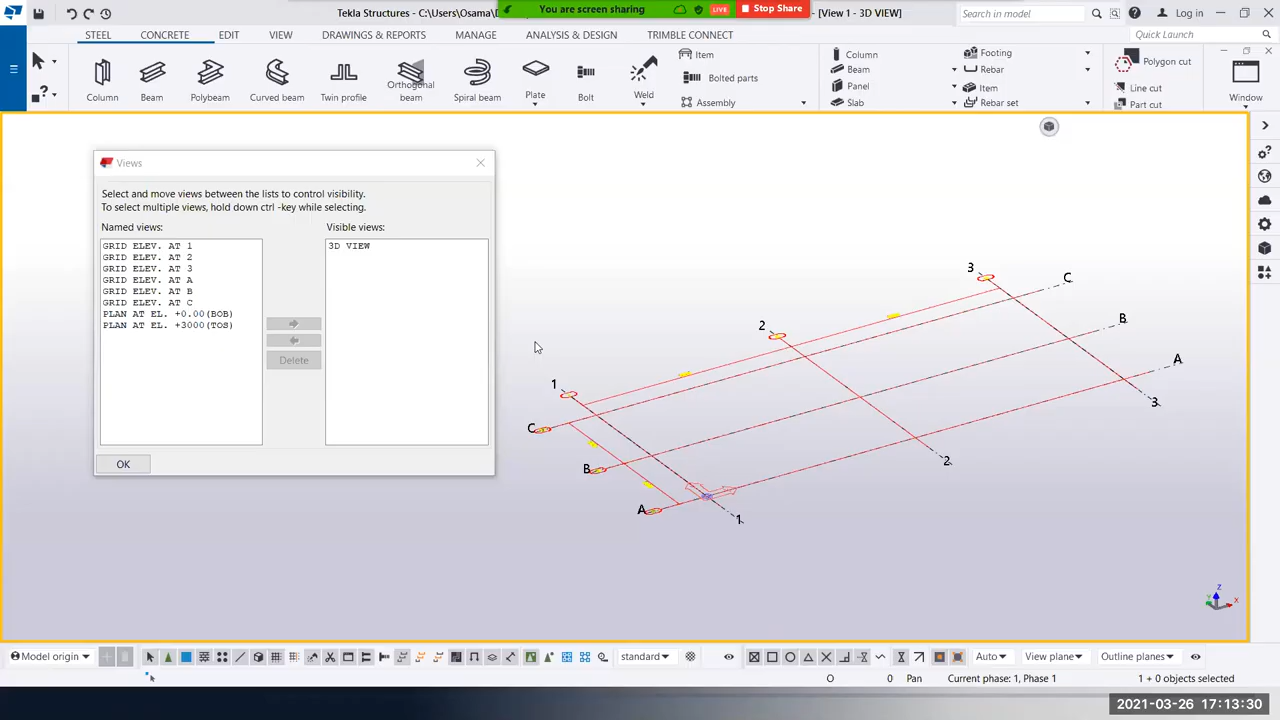 Tekla Structures - C:\Users\Osama\Docum
You are screen sharing
LIVE
Stop Share
- [View 1 - 3D VIEW]
Search in model
Log in
STEEL
CONCRETE
EDIT
VIEW
DRAWINGS & REPORTS
MANAGE
ANALYSIS & DESIGN
TRIMBLE CONNECT
Quick Launch
Column
Beam
Polybeam
Curved beam
Twin profile
Orthogonal
beam
Spiral beam
Plate
Bolt
Weld
Item
Bolted parts
Assembly
Column
Beam
Panel
Slab
Footing
Rebar
Item
Rebar set
Polygon cut
Line cut
Part cut
Window
Views
Select and move views between the lists to control visibility.
To select multiple views, hold down ctrl -key while selecting.
Named views:
Visible views:
GRID ELEV. AT 1
GRID ELEV. AT 2
GRID ELEV. AT 3
GRID ELEV. AT A
GRID ELEV. AT B
GRID ELEV. AT C
PLAN AT EL. +0.00(BOB)
PLAN AT EL. +3000(TOS)
3D VIEW
Delete
OK
3
C
2
B
A
1
3
C
2
B
A
1
Z
Y
X
Model origin
standard
Auto
View plane
Outline planes
O
0
Pan
Current phase: 1, Phase 1
1 + 0 objects selected
2021-03-26 17:13:30